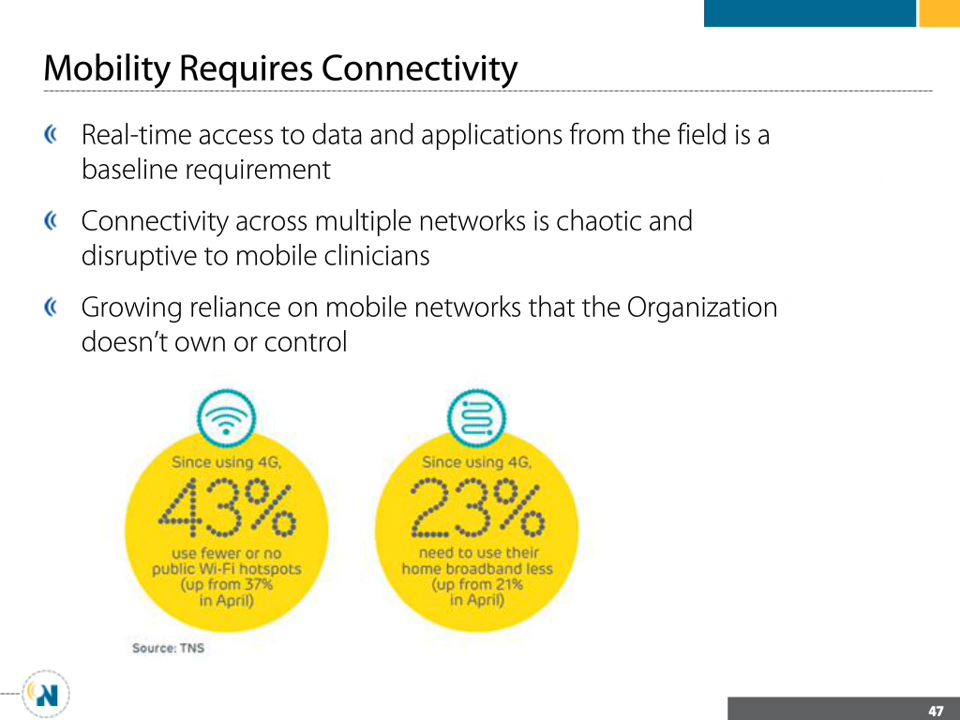 Mobility Requires Connectivity
Real-time access to data and applications from the field is a
baseline requirement
Connectivity across multiple networks is chaotic and
disruptive to mobile clinicians
Growing reliance on mobile networks that the Organization
doesn’t own or control
Since using 4G,
43%
use fewer or no
public Wi-Fi hotspots
(up from 37%
in April)
Since using 4G,
23%
need to use their
home broadband less
(up from 21%
in April)
Source: TNS
N
47